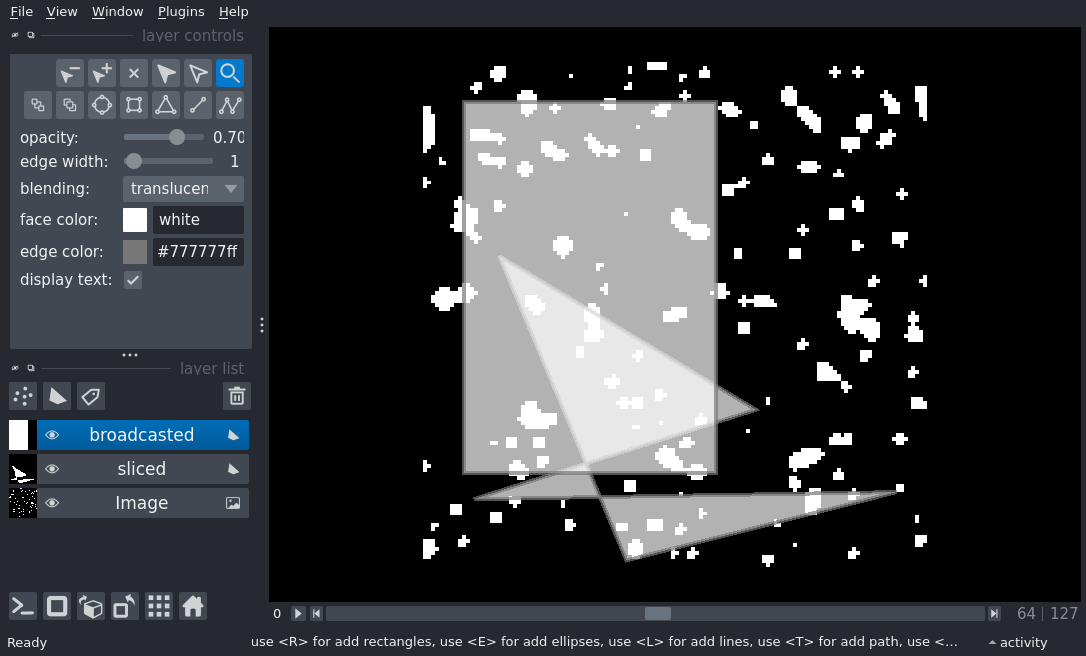 File View Window Plugins Help
layer controls
opacity: 0.70
edge width: 1
blending: translucen
face color: white
edge color: #777777ff
display text:
layer list
broadcasted
sliced
Image
0 64 | 127
Ready use <R> for add rectangles, use <E> for add ellipses, use <L> for add lines, use <T> for add path, use <... activity